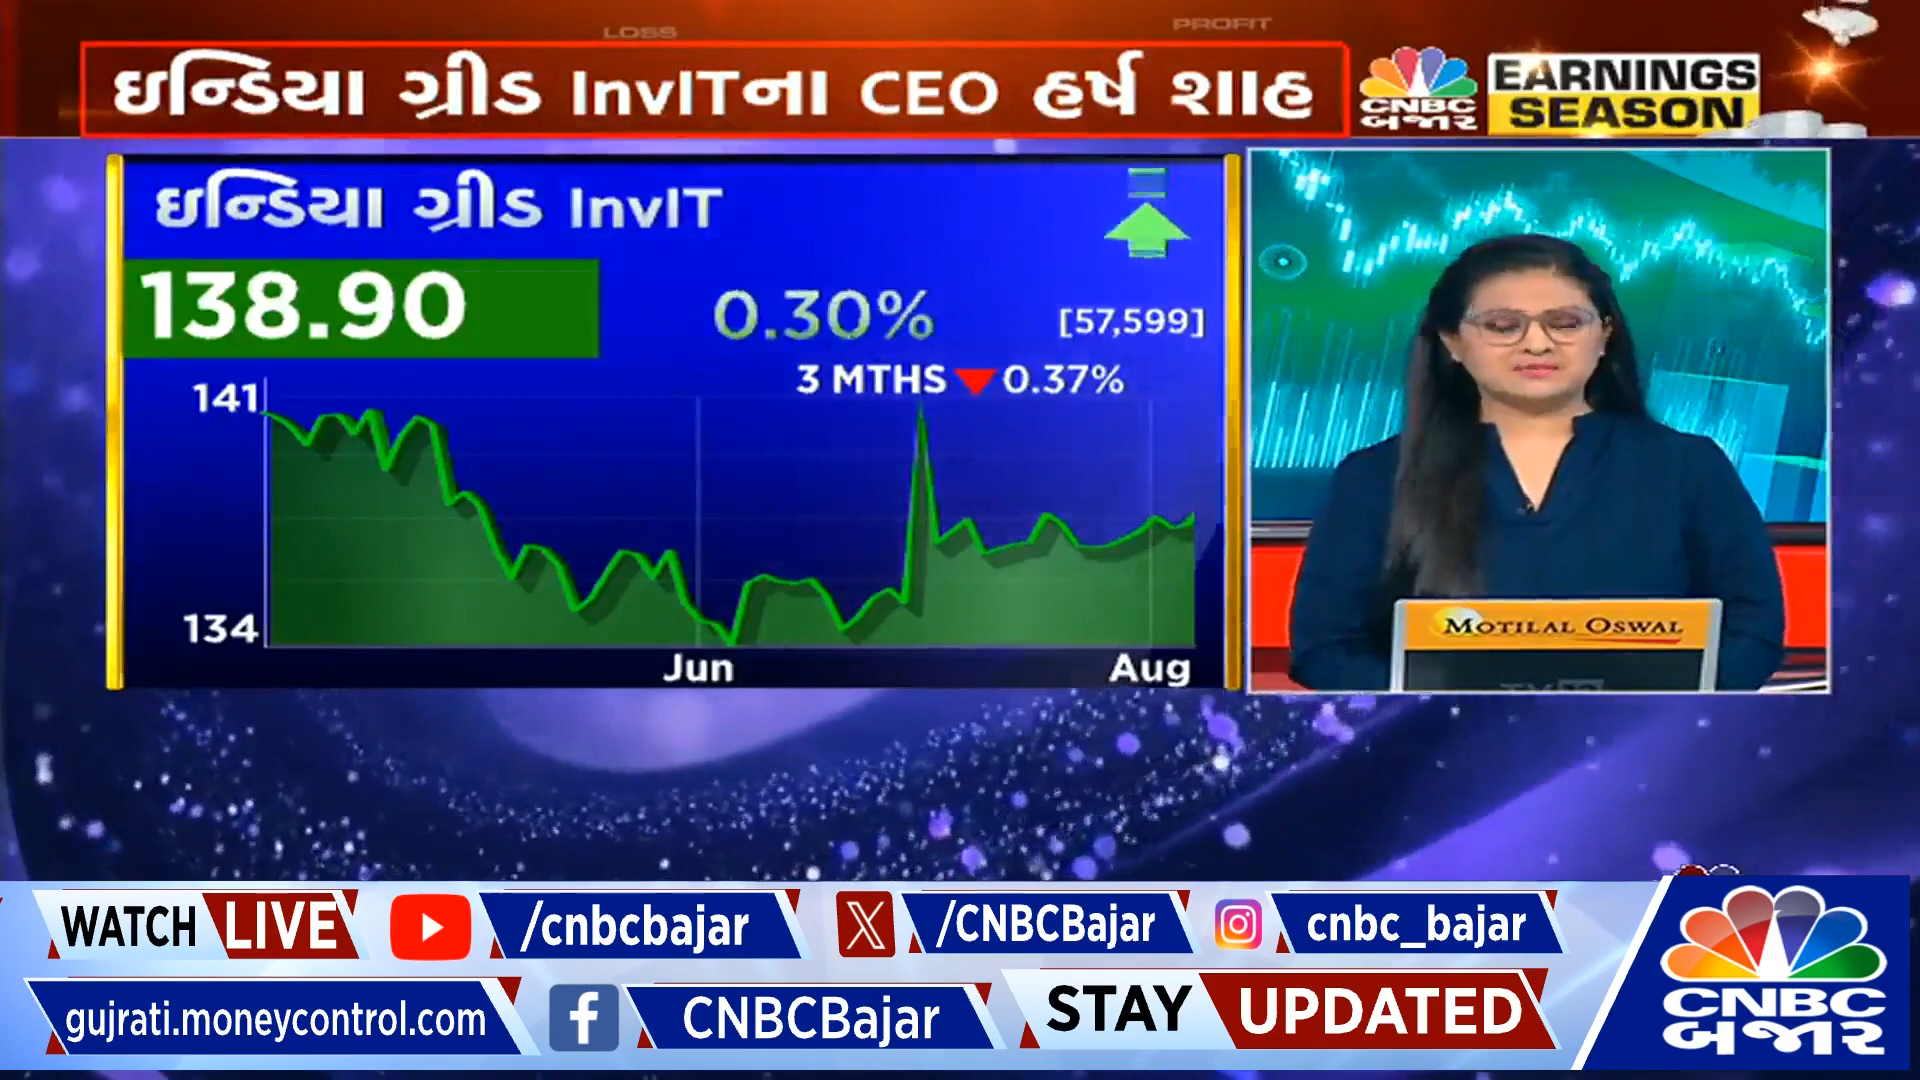 LOSS
PROFIT
ઇન્ડિયા ગ્રીડ InvITના CEO હર્ષ શાહ
CNBC
બજાર
EARNINGS
SEASON
ઇન્ડિયા ગ્રીડ InvIT
138.90
0.30%
[57,599]
3 MTHS 0.37%
141
134
Jun
Aug
MOTILAL OSWAL
WATCH LIVE
/cnbcbajar
/CNBCBajar
cnbc_bajar
gujrati.moneycontrol.com
CNBCBajar
STAY UPDATED
CNBC
બજાર